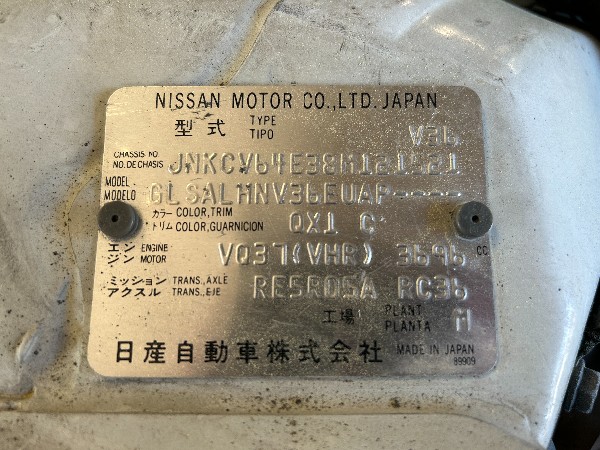 NISSAN MOTOR CO.,LTD. JAPAN
型式 TYPE TIPO V36
CHASSIS NO. NO. DE CHASIS JNKCV64E38M121521
MODEL MODELO GLSALHNV36EUAP----
カラー COLOR,TRIM
トリム COLOR,GUARNICION QX1 G
エンジン ENGINE MOTOR VQ37(VHR) 3696 CC
ミッション TRANS.,AXLE
アクスル TRANS.,EJE RE5R05A RC36
工場 PLANT PLANTA M
日産自動車株式会社 MADE IN JAPAN
89909